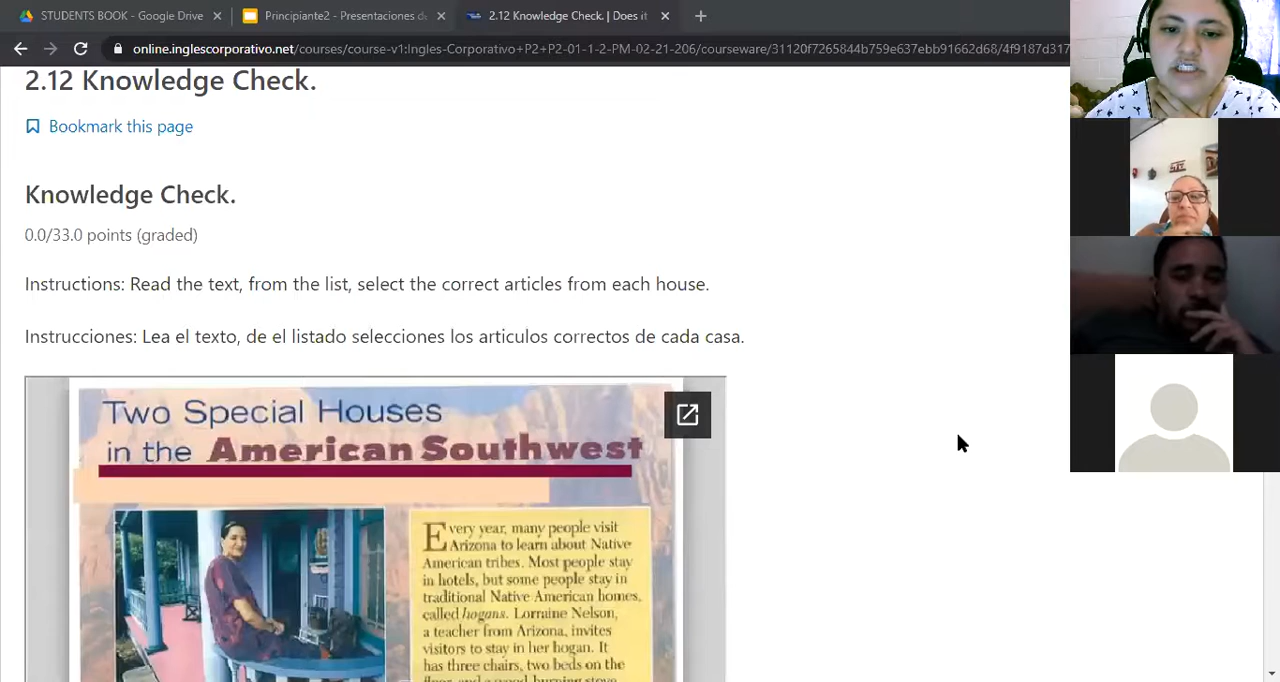 STUDENTS BOOK - Google Drive
Principiante2 - Presentaciones de
2.12 Knowledge Check. | Does it
online.inglescorporativo.net/courses/course-v1:Ingles-Corporativo+P2+P2-01-1-2-PM-02-21-206/courseware/31120f7265844b759e637ebb91662d68/4f9187d317
2.12 Knowledge Check.
Bookmark this page
Knowledge Check.
0.0/33.0 points (graded)
Instructions: Read the text, from the list, select the correct articles from each house.
Instrucciones: Lea el texto, de el listado selecciones los articulos correctos de cada casa.
Two Special Houses
in the American Southwest
Every year, many people visit
Arizona to learn about Native
American tribes. Most people stay
in hotels, but some people stay in
traditional Native American homes,
called hogans. Lorraine Nelson,
a teacher from Arizona, invites
visitors to stay in her hogan. It
has three chairs, two beds on the
floor, and a wood-burning stove